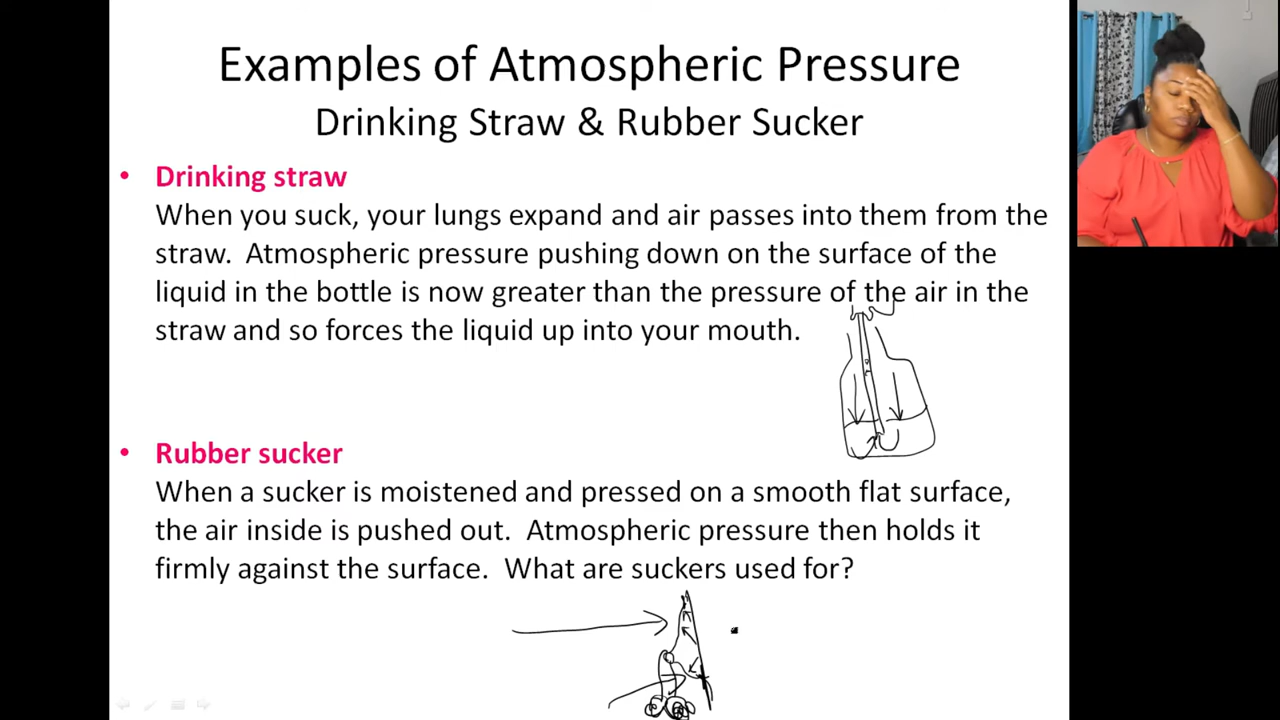 Examples of Atmospheric Pressure
Drinking Straw & Rubber Sucker
• Drinking straw
When you suck, your lungs expand and air passes into them from the
straw. Atmospheric pressure pushing down on the surface of the
liquid in the bottle is now greater than the pressure of the air in the
straw and so forces the liquid up into your mouth.
• Rubber sucker
When a sucker is moistened and pressed on a smooth flat surface,
the air inside is pushed out. Atmospheric pressure then holds it
firmly against the surface. What are suckers used for?